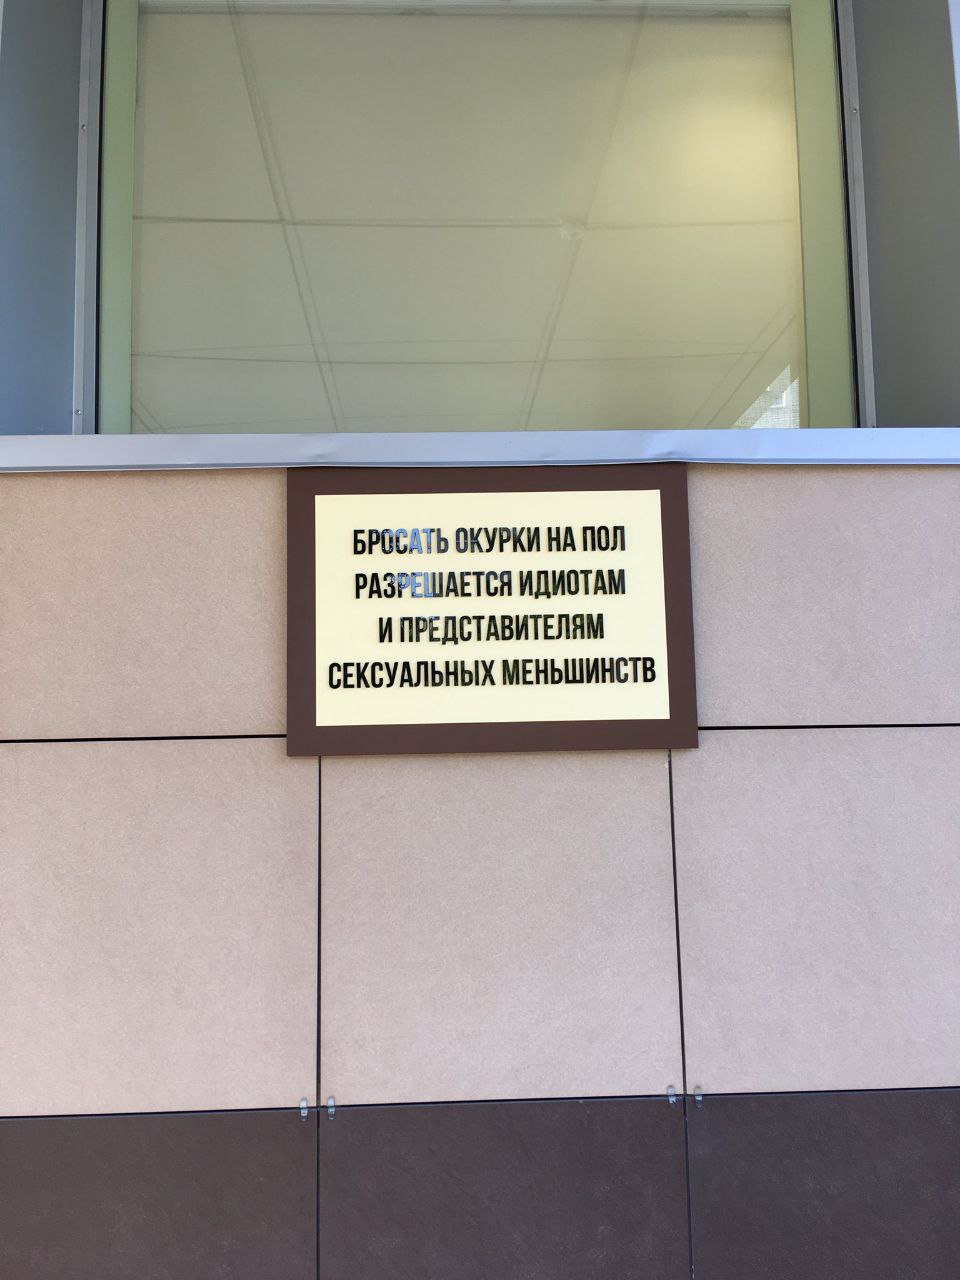 БРОСАТЬ ОКУРКИ НА ПОЛ
РАЗРЕШАЕТСЯ ИДИОТАМ
И ПРЕДСТАВИТЕЛЯМ
СЕКСУАЛЬНЫХ МЕНЬШИНСТВ